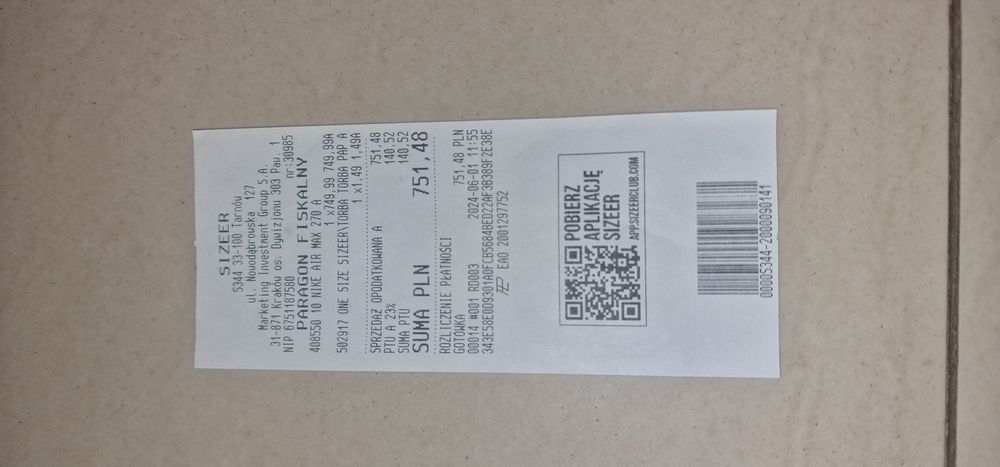 SIZEER
S344 33-100 Tarnów
ul. Nowodąbrowska 127
Marketing Investment Group S.A.
31-871 Kraków os. Dywizjonu 303 Paw. 1
NIP 6751187580 nr:30985
PARAGON FISKALNY
408550 10 NIKE AIR MAX 270 A
1 x749,99 749,99A
502917 ONE SIZE SIZEER\TORBA TORBA PAP A
1 x1,49 1,49A
SPRZEDAŻ OPODATKOWANA A 751,48
PTU A 23% 140,52
SUMA PTU 140,52
SUMA PLN 751,48
ROZLICZENIE PŁATNOŚCI
GOTÓWKA 751,48 PLN
00014 #001 RD003 2024-06-01 11:55
343E58E0D9301A0FCB5684BED22AF3B389F2E38E
EAO 2001297752
POBIERZ
APLIKACJĘ
SIZEER
APP.SIZEERCLUB.COM
0000S344-2000090141